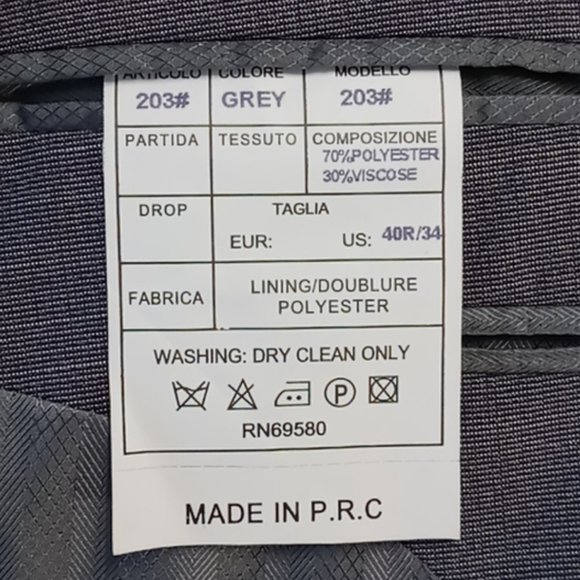 ARTICOLO COLORE MODELLO
203# GREY 203#
PARTIDA TESSUTO COMPOSIZIONE
70%POLYESTER
30%VISCOSE
DROP TAGLIA
EUR: US: 40R/34
FABRICA LINING/DOUBLURE
POLYESTER
WASHING: DRY CLEAN ONLY
P
RN69580
MADE IN P.R.C